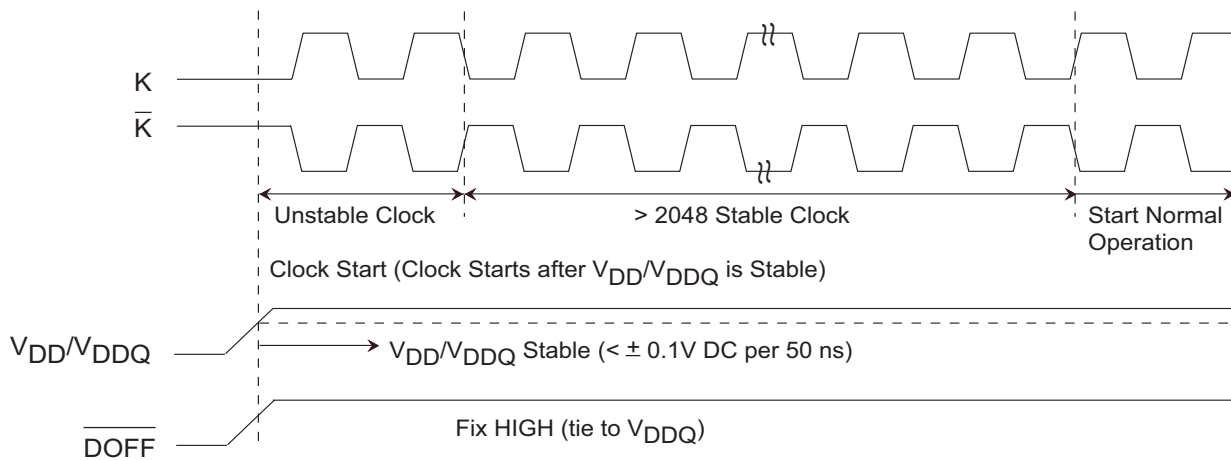 K
K̅
Unstable Clock
> 2048 Stable Clock
Start Normal
Operation
Clock Start (Clock Starts after VDD/VDDQ is Stable)
VDD/VDDQ
VDD/VDDQ Stable (< ± 0.1V DC per 50 ns)
D̅O̅F̅F̅
Fix HIGH (tie to VDDQ)